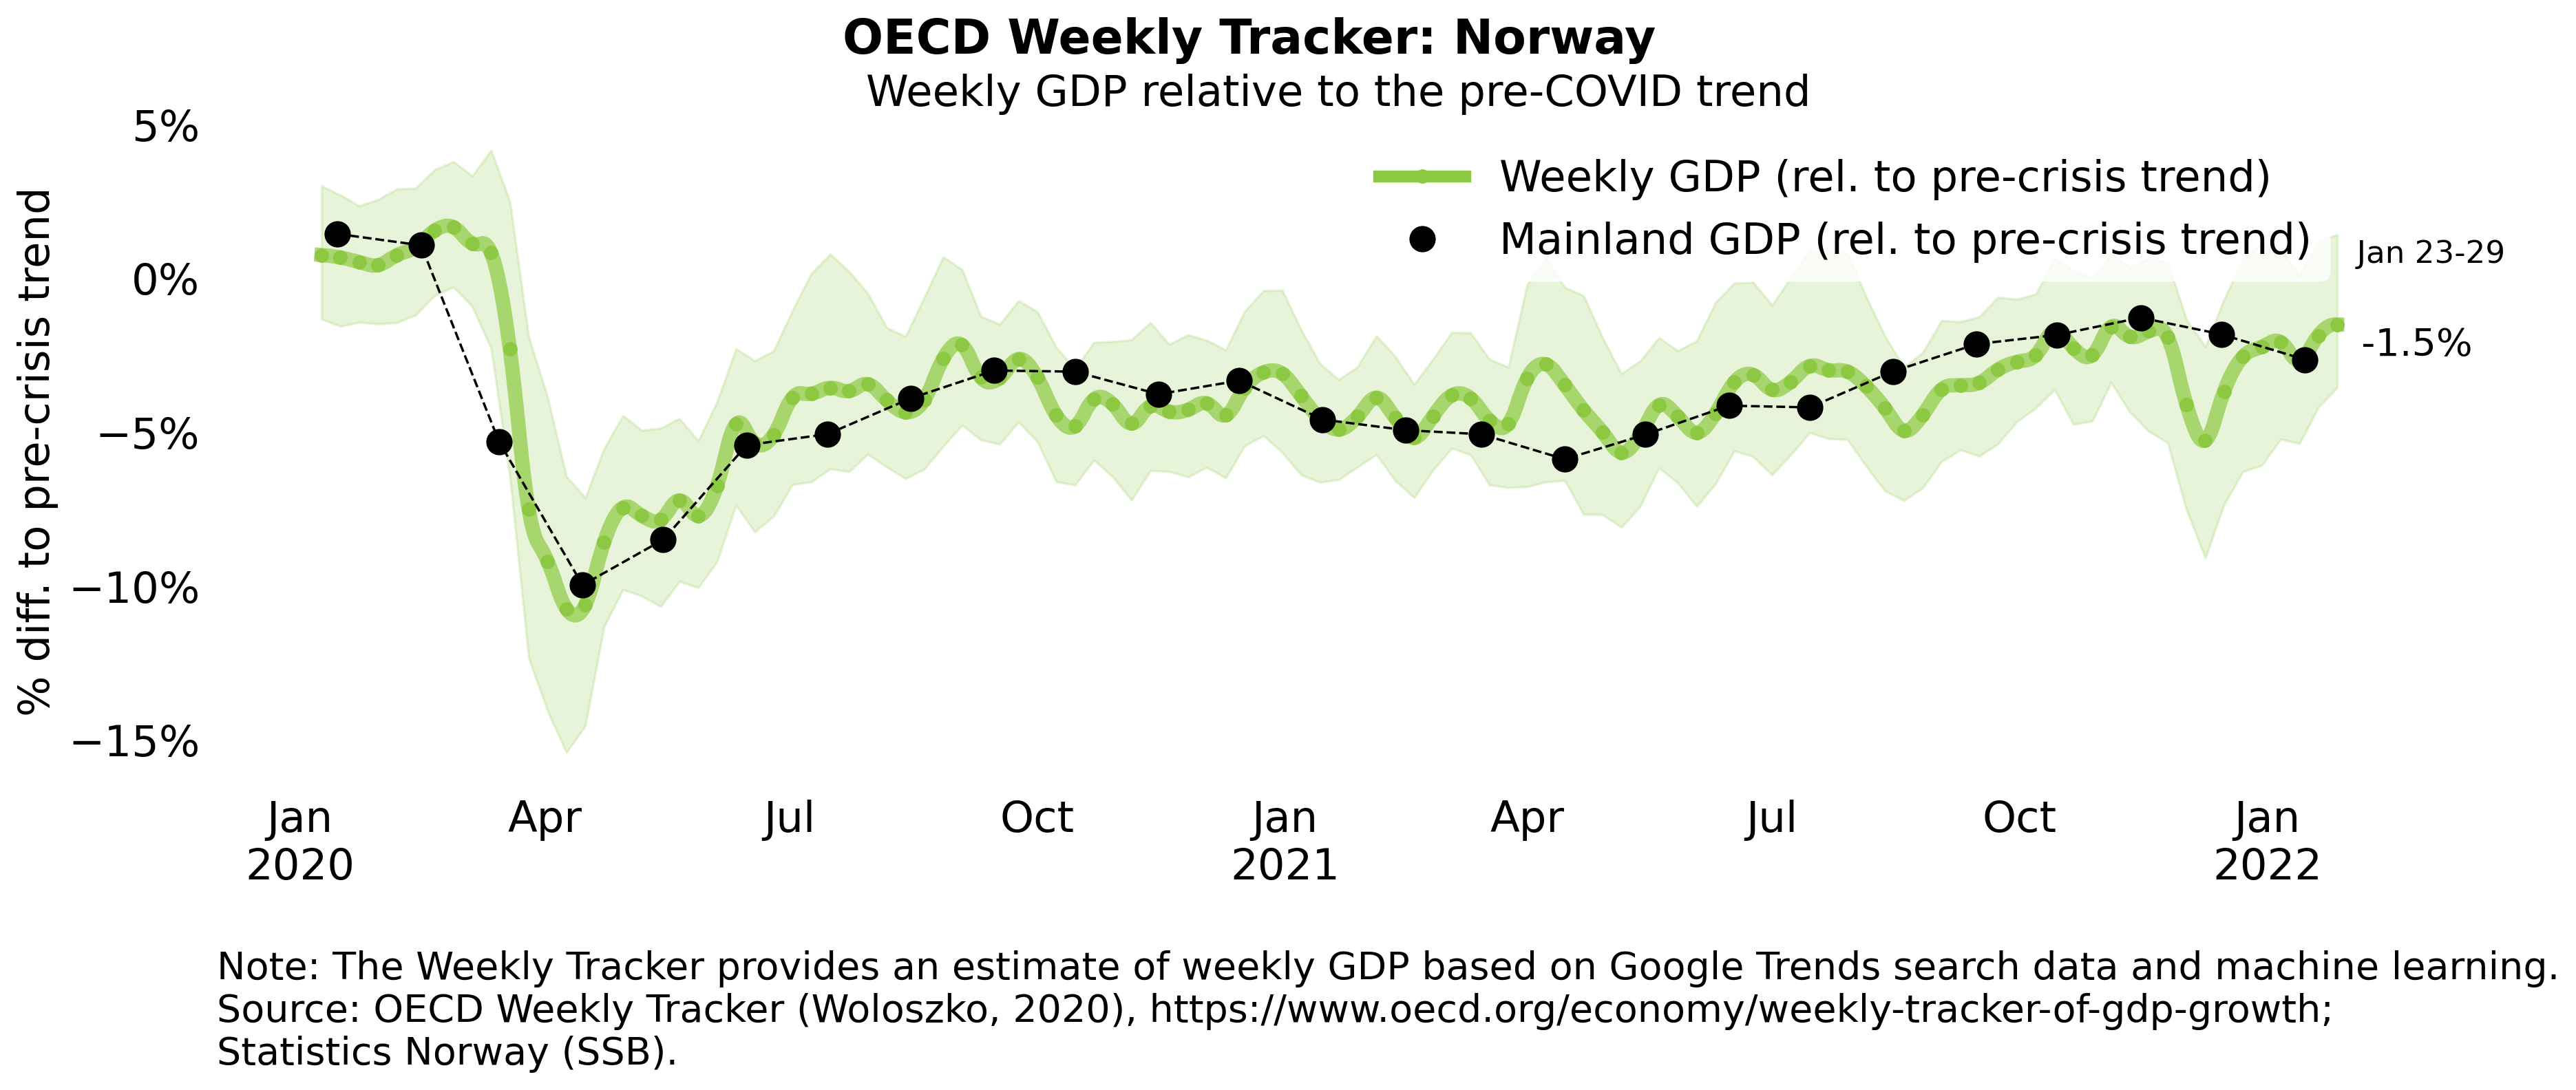 OECD Weekly Tracker: Norway
Weekly GDP relative to the pre-COVID trend
% diff. to pre-crisis trend
5%
0%
−5%
−10%
−15%
Weekly GDP (rel. to pre-crisis trend)
Mainland GDP (rel. to pre-crisis trend)
Jan 23-29
-1.5%
Jan Apr Jul Oct Jan Apr Jul Oct Jan
2020 2021 2022
Note: The Weekly Tracker provides an estimate of weekly GDP based on Google Trends search data and machine learning.
Source: OECD Weekly Tracker (Woloszko, 2020), https://www.oecd.org/economy/weekly-tracker-of-gdp-growth;
Statistics Norway (SSB).